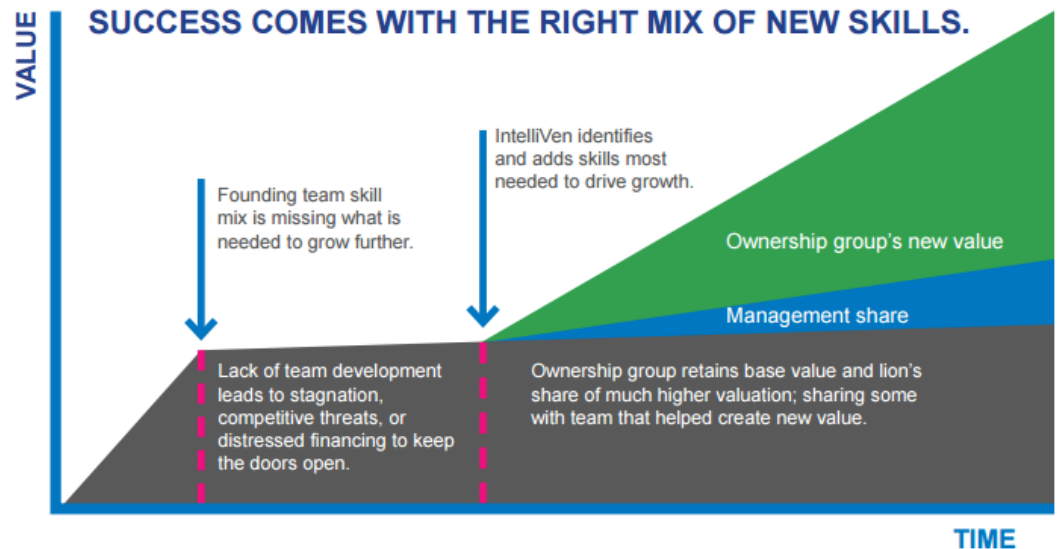 SUCCESS COMES WITH THE RIGHT MIX OF NEW SKILLS.
VALUE
IntelliVen identifies
and adds skills most
needed to drive growth.
Founding team skill
mix is missing what is
needed to grow further.
Ownership group’s new value
Management share
Lack of team development
leads to stagnation,
competitive threats, or
distressed financing to keep
the doors open.
Ownership group retains base value and lion’s
share of much higher valuation; sharing some
with team that helped create new value.
TIME